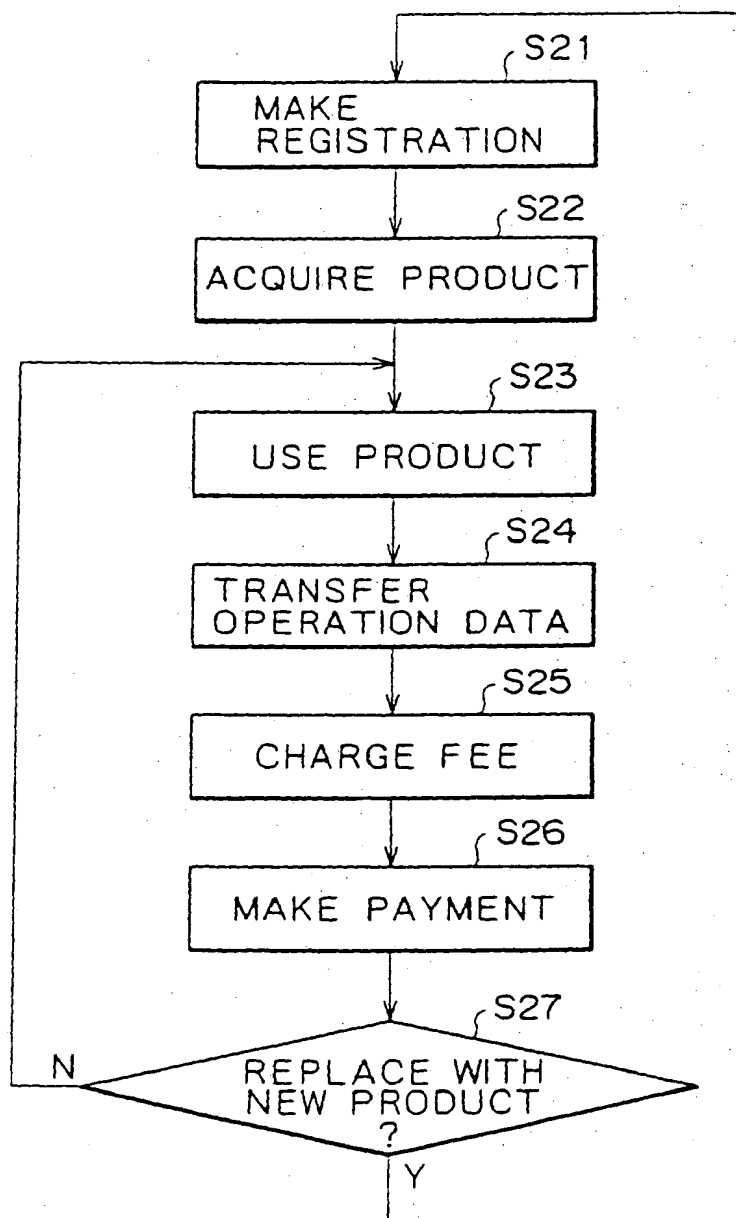 S21
MAKE
REGISTRATION
S22
ACQUIRE PRODUCT
S23
USE PRODUCT
S24
TRANSFER
OPERATION DATA
S25
CHARGE FEE
S26
MAKE PAYMENT
S27
N
REPLACE WITH
NEW PRODUCT
?
Y